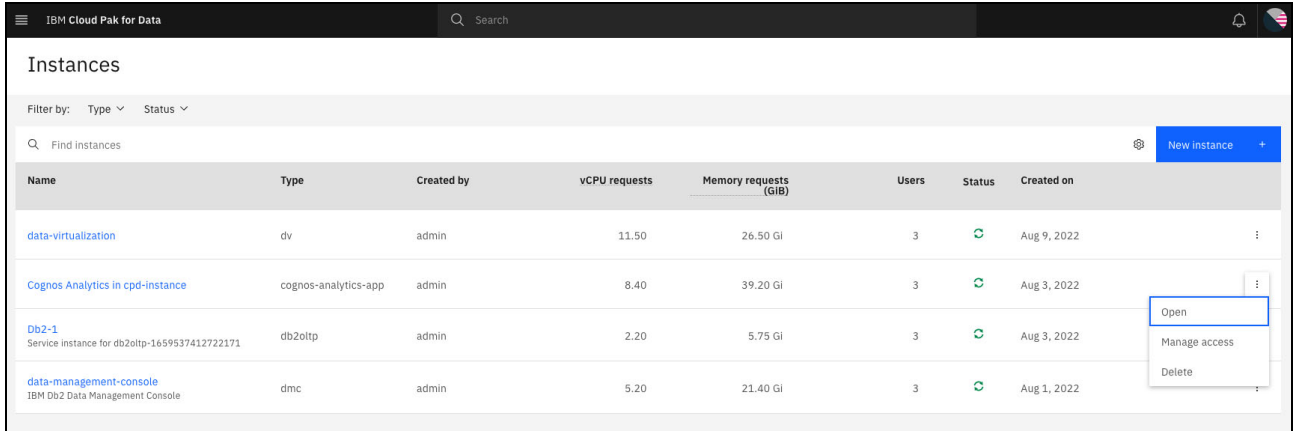 IBM Cloud Pak for Data
Search
Instances
Filter by: Type Status
Find instances
New instance +
Name Type Created by vCPU requests Memory requests (GiB) Users Status Created on
data-virtualization dv admin 11.50 26.50 Gi 3 Aug 9, 2022
Cognos Analytics in cpd-instance cognos-analytics-app admin 8.40 39.20 Gi 3 Aug 3, 2022
Open
Manage access
Delete
Db2-1
Service instance for db2oltp-1659537412722171
db2oltp admin 2.20 5.75 Gi 3 Aug 3, 2022
data-management-console
IBM Db2 Data Management Console
dmc admin 5.20 21.40 Gi 3 Aug 1, 2022